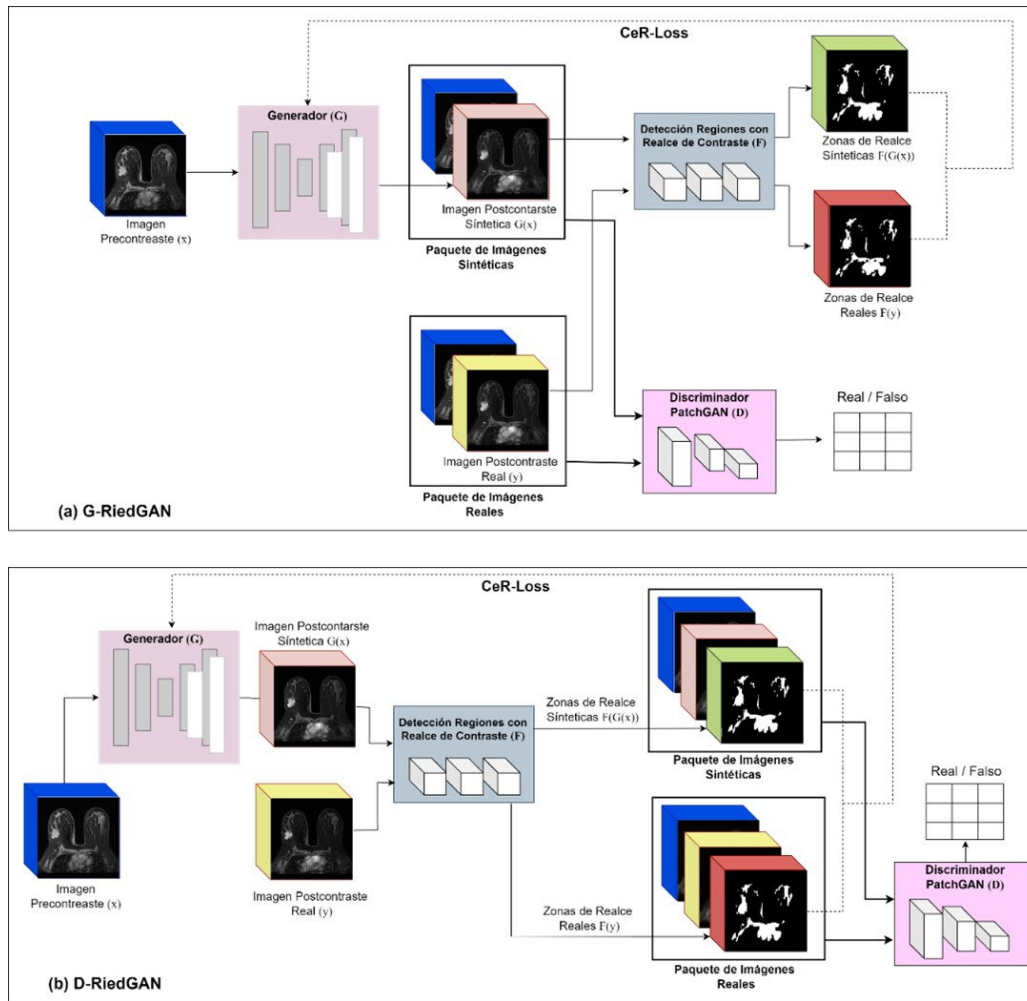 CeR-Loss
Generador (G)
Imagen
Precontreaste (x)
Imagen Postcontarste
Síntetica G(x)
Paquete de Imágenes
Sintéticas
Detección Regiones con
Realce de Contraste (F)
Zonas de Realce
Sínteticas F(G(x))
Zonas de Realce
Reales F(y)
Imagen Postcontraste
Real (y)
Paquete de Imágenes
Reales
Discriminador
PatchGAN (D)
Real / Falso
(a) G-RiedGAN
CeR-Loss
Generador (G)
Imagen Postcontarste
Síntetica G(x)
Imagen
Precontreaste (x)
Imagen Postcontraste
Real (y)
Detección Regiones con
Realce de Contraste (F)
Zonas de Realce
Sínteticas F(G(x))
Paquete de Imágenes
Sintéticas
Zonas de Realce
Reales F(y)
Paquete de Imágenes
Reales
Real / Falso
Discriminador
PatchGAN (D)
(b) D-RiedGAN